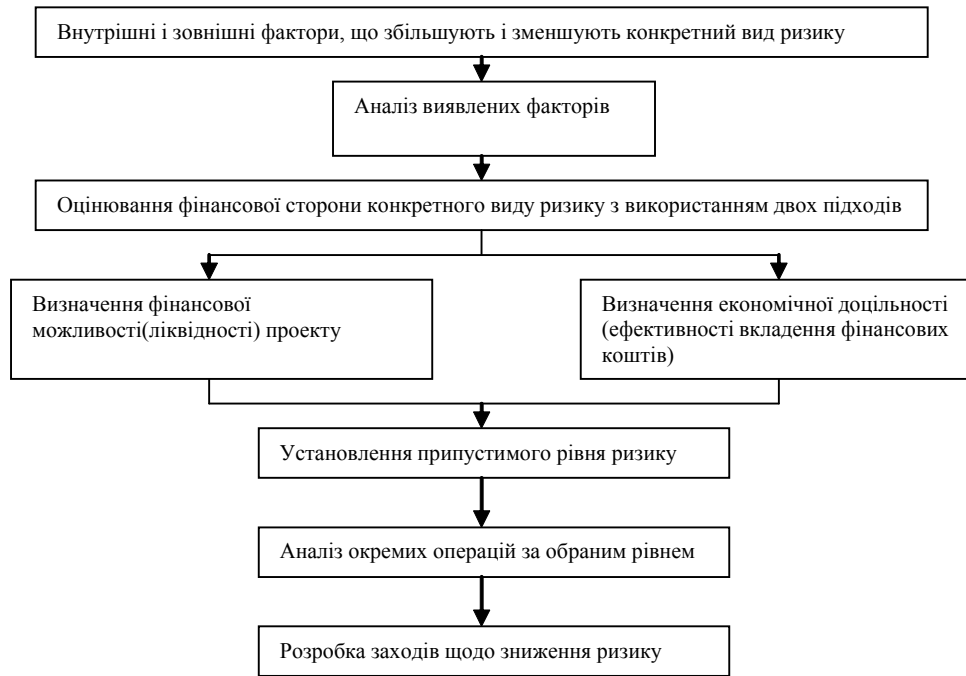 Внутрішні і зовнішні фактори, що збільшують і зменшують конкретний вид ризику
Аналіз виявлених факторів
Оцінювання фінансової сторони конкретного виду ризику з використанням двох підходів
Визначення фінансової
можливості(ліквідності) проекту
Визначення економічної доцільності
(ефективності вкладення фінансових
коштів)
Установлення припустимого рівня ризику
Аналіз окремих операцій за обраним рівнем
Розробка заходів щодо зниження ризику